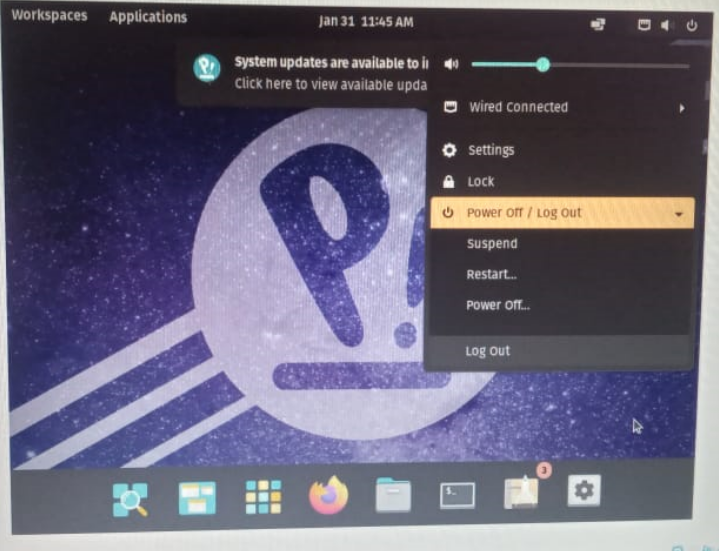 Workspaces Applications Jan 31 11:45 AM
System updates are available to i
Click here to view available upda
Wired Connected
Settings
Lock
Power Off / Log Out
Suspend
Restart...
Power Off...
Log Out
P!
$_
3